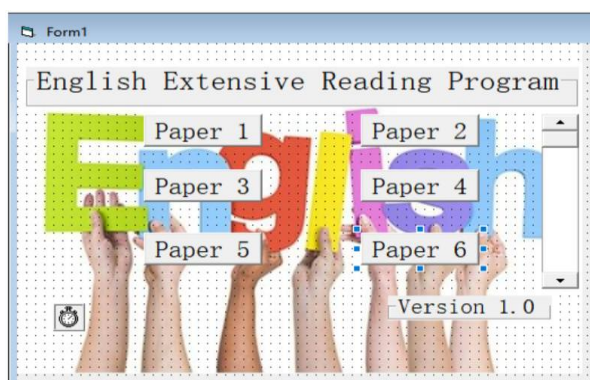 Form1
English Extensive Reading Program
English
Paper 1 Paper 2
Paper 3 Paper 4
Paper 5 Paper 6
Version 1.0